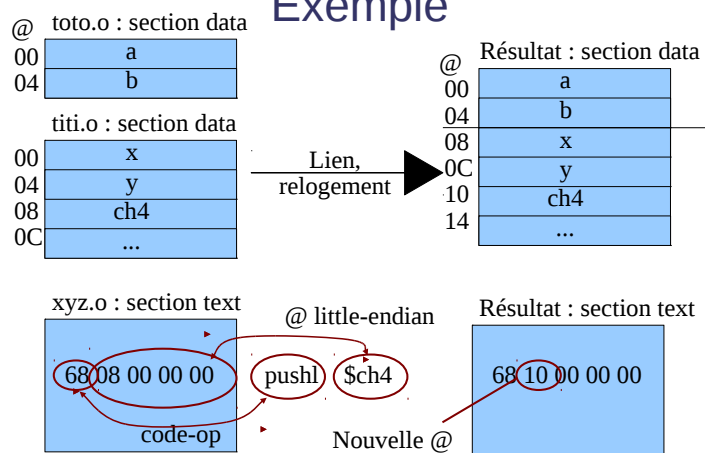 Exemple
@ toto.o : section data
00 a
04 b
titi.o : section data
00 x
04 y
08 ch4
0C ...
Lien,
relogement
@ Résultat : section data
00 a
04 b
08 x
0C y
10 ch4
14 ...
xyz.o : section text
68 08 00 00 00
code-op
@ little-endian
pushl $ch4
Nouvelle @
Résultat : section text
68 10 00 00 00